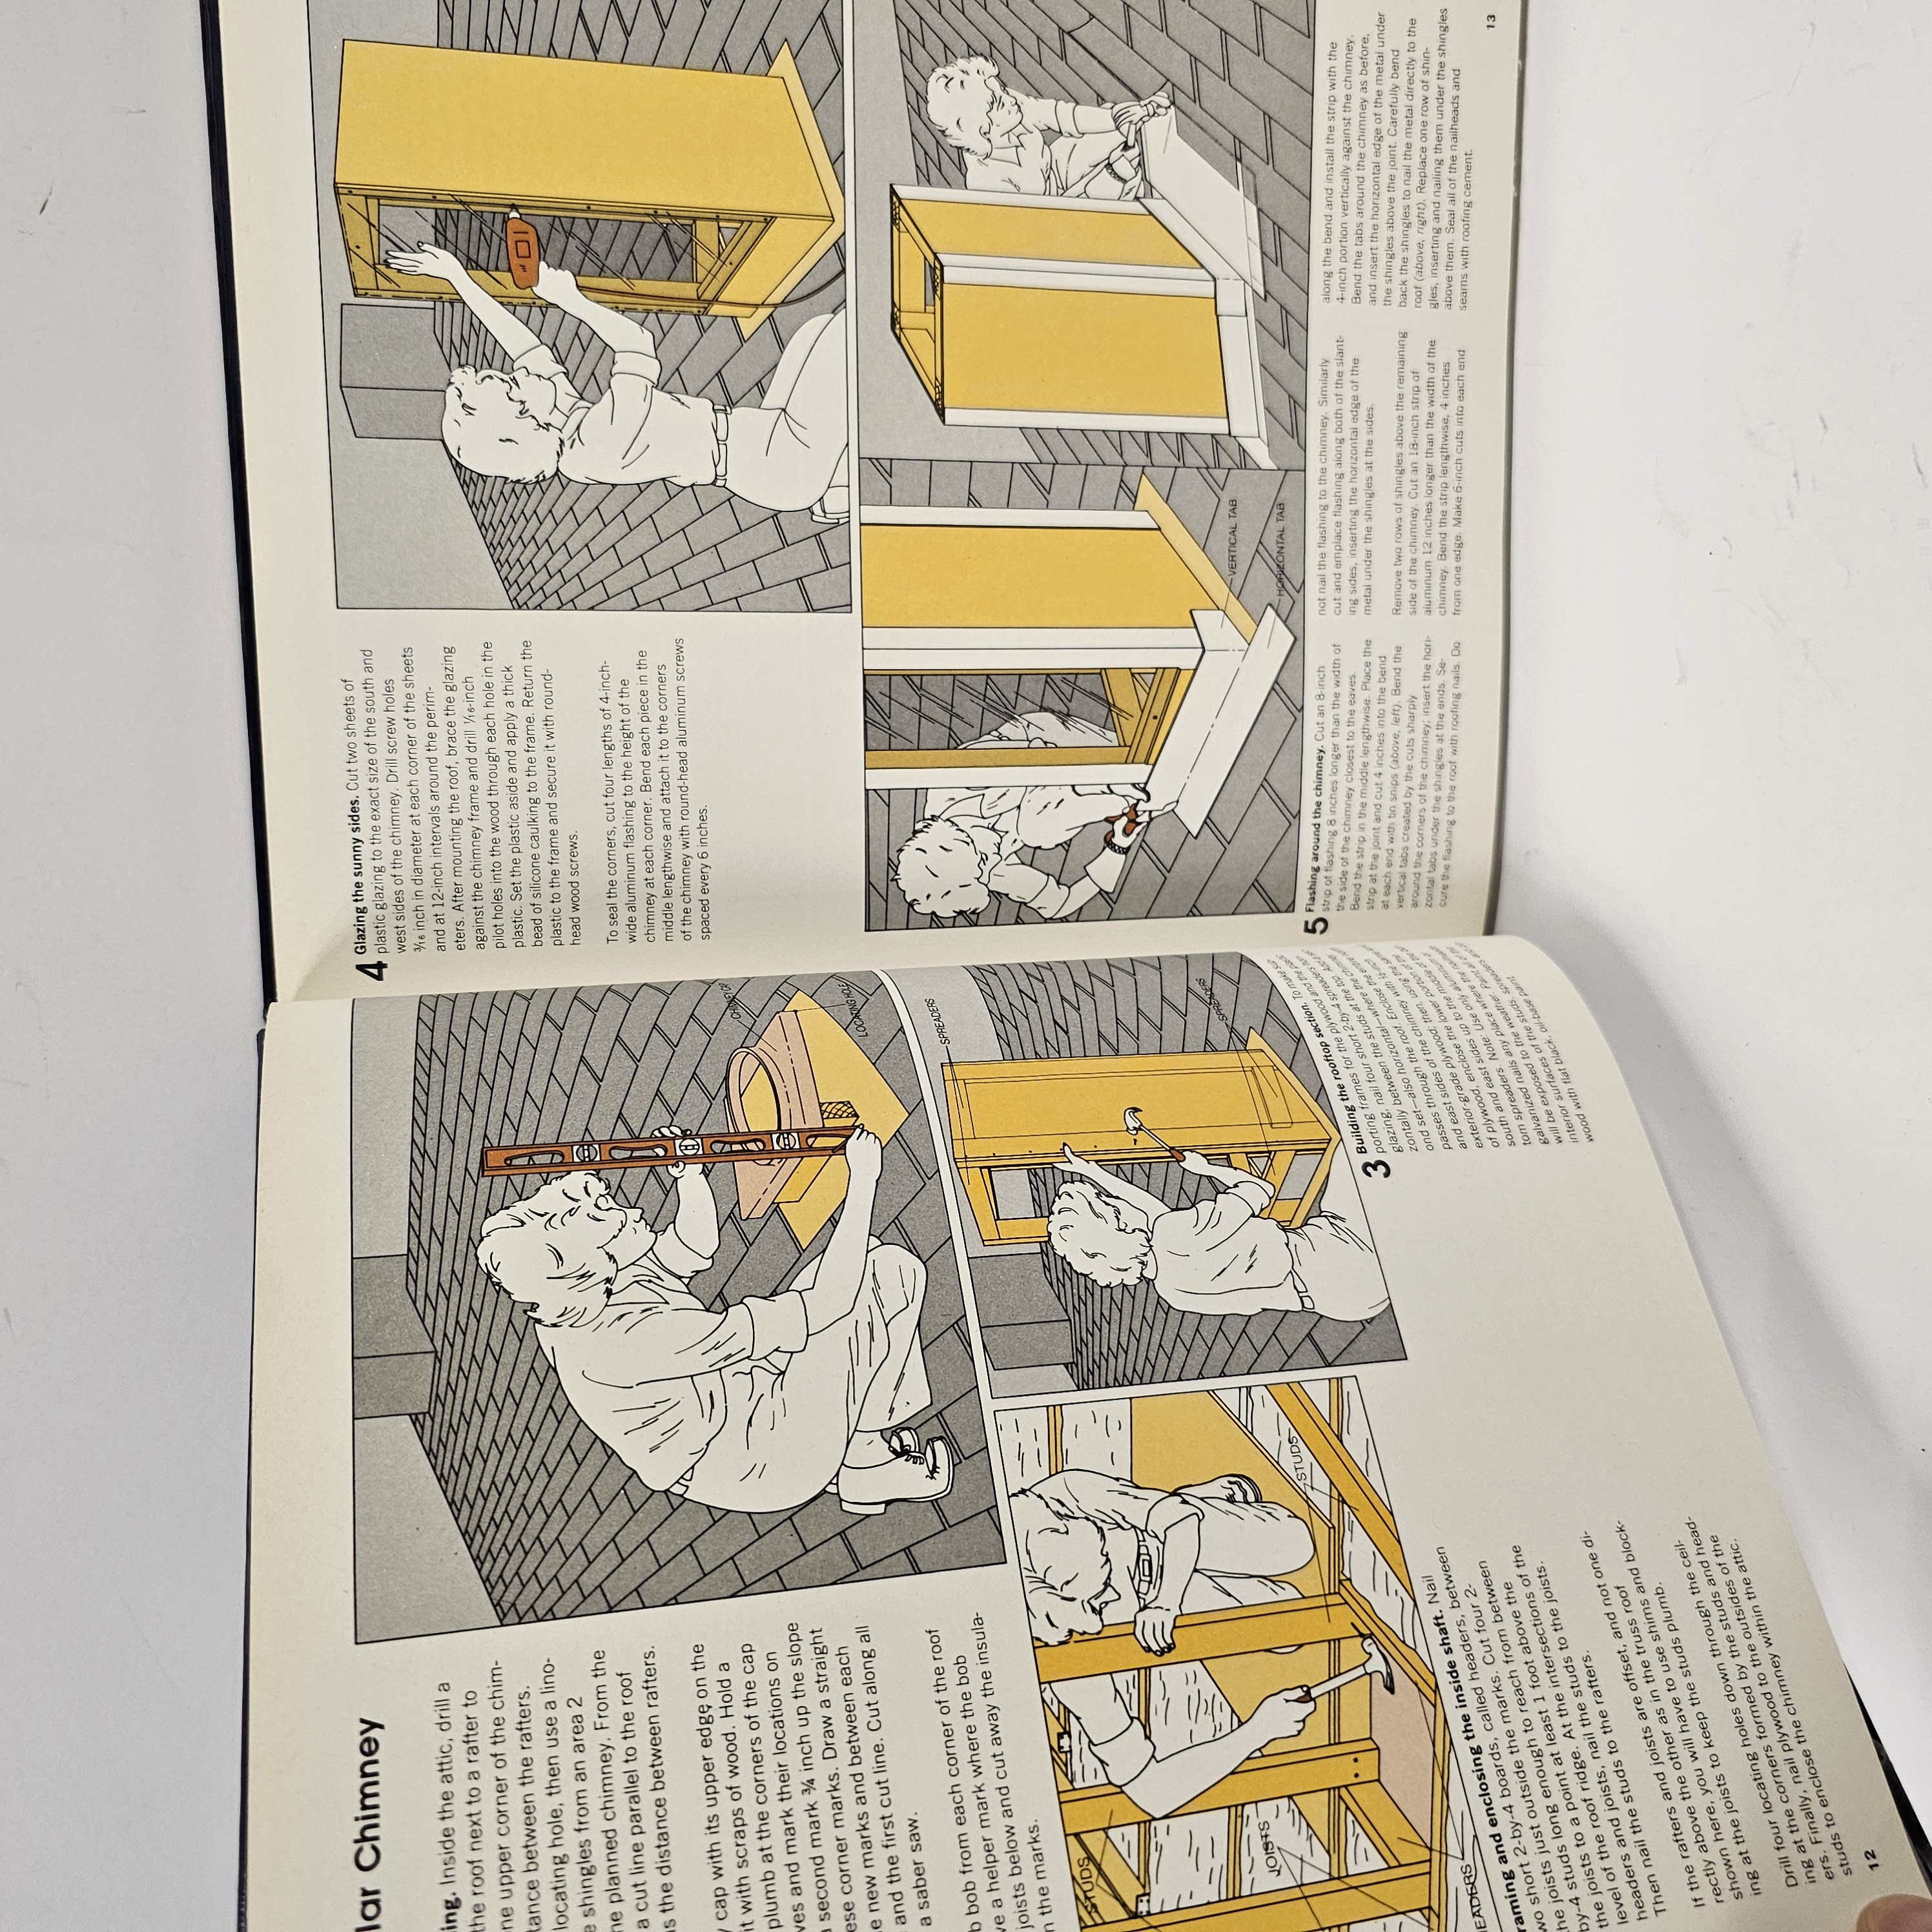 lar Chimney
ing. Inside the attic, drill a
the roof next to a rafter to
ne upper corner of the chim-
tance between the rafters.
locating hole, then use a lino-
e shingles from an area 2
ne planned chimney. From the
a cut line parallel to the roof
is the distance between rafters.
y cap with its upper edge on the
it with scraps of wood. Hold a
plumb at the corners of the cap
ves and mark their locations on
a second mark ¾ inch up the slope
ese corner marks. Draw a straight
e new marks and between each
and the first cut line. Cut along all
a saber saw.
b bob from each corner of the roof
ve a helper mark where the bob
joists below and cut away the insula-
n the marks.
CHIMNEY CAP
LOCATING HOLE
STUDS
JOISTS
STUDS
HEADERS
SPREADERS
SPREADERS
raming and enclosing the inside shaft. Nail
wo short 2-by-4 boards, called headers, between
the joists just outside the marks. Cut four 2-
by-4 studs long enough to reach from between
the joists to a point at least 1 foot above the
level of the roof ridge. At the intersections of the
headers and joists, nail the studs to the joists.
Then nail the studs to the rafters.
If the rafters and joists are offset, and not one di-
rectly above the other as in the truss roof
shown here, you will have to use shims and block-
ing at the joists to keep the studs plumb.
Drill four locating holes down through the ceil-
ing at the corners formed by the studs and head-
ers. Finally, nail plywood to the outsides of the
studs to enclose the chimney within the attic.
12
3 Building the rooftop section. To make sup-
porting frames for the plywood and the plastic
glazing, nail four short 2-by-4 spreaders hori-
zontally between the studs at the top. Add a sec-
ond set—also horizontal—where the chimney
passes through the roof. Enclose the entire north
and east sides of the chimney with ½-inch
exterior-grade plywood; then, using the same
of plywood, enclose the lower portion of the
south and east sides up to the middle of the bot-
tom spreaders. Note: Use only aluminum or
galvanized nails any place where the nailheads
will be exposed to the weather. Paint all of the
interior surfaces of the studs, spreaders and ply-
wood with flat black, oil-base paint.
4 Glazing the sunny sides. Cut two sheets of
plastic glazing to the exact size of the south and
west sides of the chimney. Drill screw holes
3⁄16 inch in diameter at each corner of the sheets
and at 12-inch intervals around the perim-
eters. After mounting the roof, brace the glazing
against the chimney frame and drill 1⁄16-inch
pilot holes into the wood through each hole in the
plastic. Set the plastic aside and apply a thick
bead of silicone caulking to the frame. Return the
plastic to the frame and secure it with round-
head wood screws.
To seal the corners, cut four lengths of 4-inch-
wide aluminum flashing to the height of the
chimney at each corner. Bend each piece in the
middle lengthwise and attach it to the corners
of the chimney with round-head aluminum screws
spaced every 6 inches.
VERTICAL TAB
HORIZONTAL TAB
5 Flashing around the chimney. Cut an 8-inch
strip of flashing 8 inches longer than the width of
the side of the chimney closest to the eaves.
Bend the strip in the middle lengthwise. Place the
strip at the joint and cut 4 inches into the bend
at each end with tin snips (above, left). Bend the
vertical tabs created by the cuts sharply
around the corners of the chimney; insert the hori-
zontal tabs under the shingles at the ends. Se-
cure the flashing to the roof with roofing nails. Do
not nail the flashing to the chimney. Similarly
cut and emplace flashing along both of the slant-
ing sides, inserting the horizontal edge of the
metal under the shingles at the sides.
Remove two rows of shingles above the remaining
side of the chimney. Cut an 18-inch strip of
aluminum 12 inches longer than the width of the
chimney. Bend the strip lengthwise, 4 inches
from one edge. Make 6-inch cuts into each end
along the bend and install the strip with the
4-inch portion vertically against the chimney.
Bend the tabs around the chimney as before,
and insert the horizontal edge of the metal under
the shingles above the joint. Carefully bend
back the shingles to nail the metal directly to the
roof (above, right). Replace one row of shin-
gles, inserting and nailing them under the shingles
above them. Seal all of the nailheads and
seams with roofing cement.
13